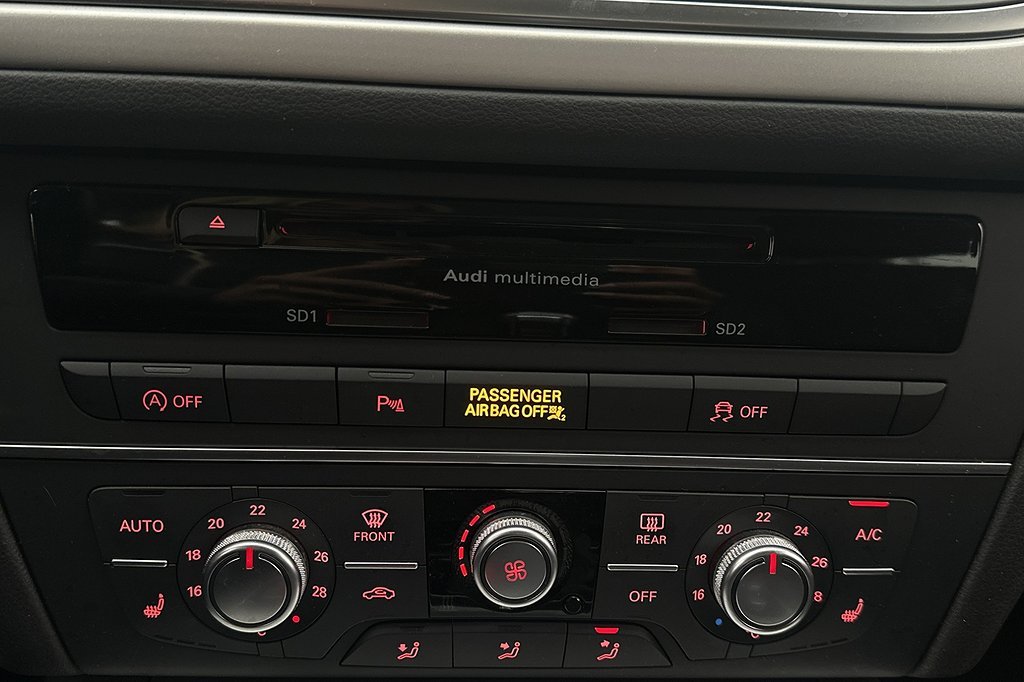 Audi multimedia
SD1
SD2
A OFF
P
PASSENGER
AIRBAG OFF 2
OFF
AUTO
16 18 20 22 24 26 28
FRONT
REAR
OFF
16 18 20 22 24 26 8
A/C